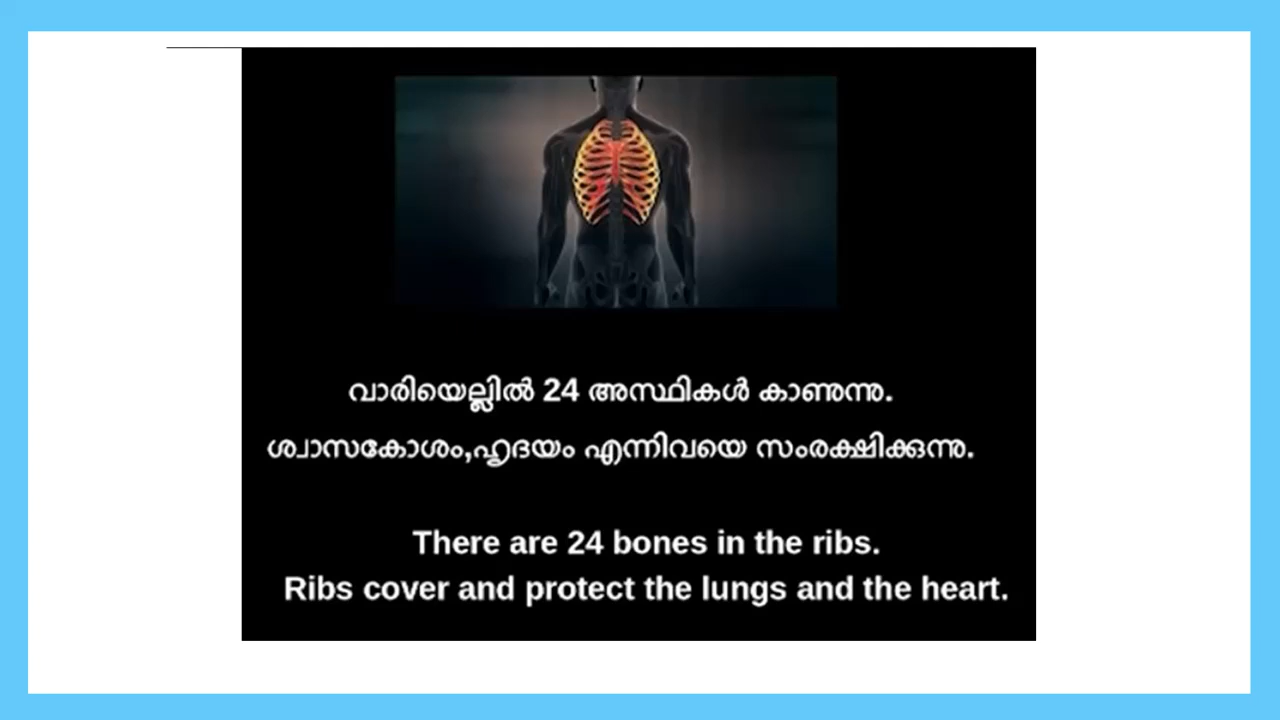 വാരിയെല്ലിൽ 24 അസ്ഥികൾ കാണുന്നു.
ശ്വാസകോശം,ഹൃദയം എന്നിവയെ സംരക്ഷിക്കുന്നു.
There are 24 bones in the ribs.
Ribs cover and protect the lungs and the heart.